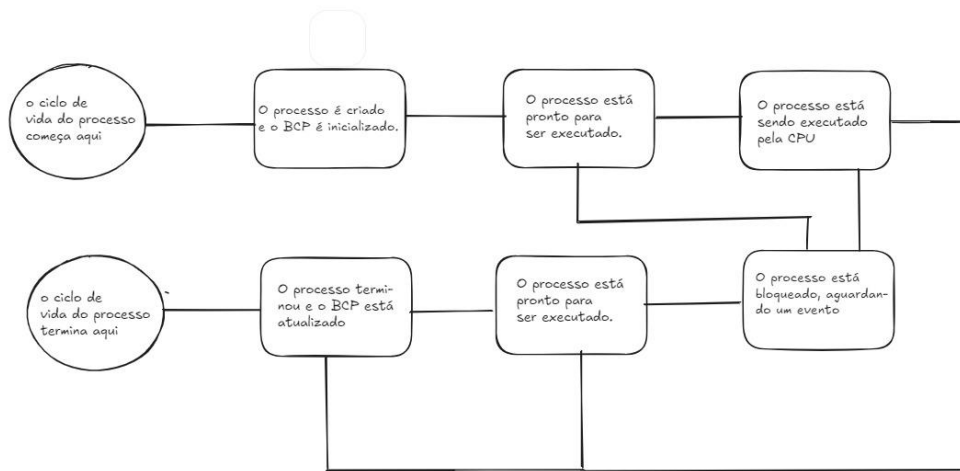 o ciclo de
vida do processo
começa aqui
O processo é criado
e o BCP é inicializado.
O processo está
pronto para
ser executado.
O processo está
sendo executado
pela CPU
o ciclo de
vida do processo
termina aqui
O processo termi-
nou e o BCP está
atualizado
O processo está
pronto para
ser executado.
O processo está
bloqueado, aguardan-
do um evento